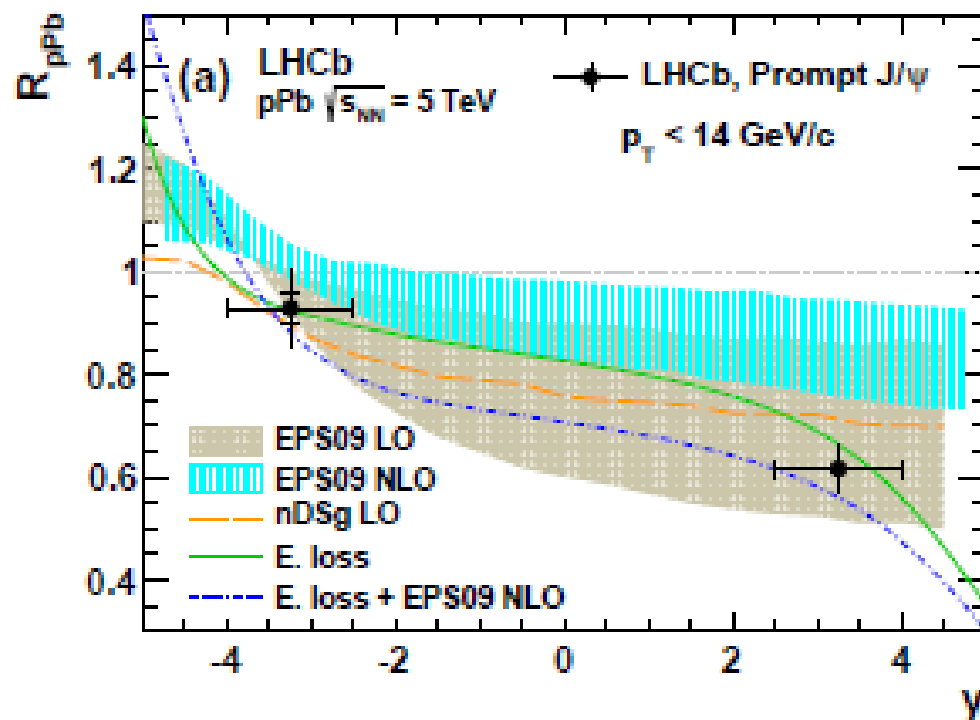 R_pPb
1.4
1.2
1
0.8
0.6
0.4
(a)
LHCb
pPb √s_NN = 5 TeV
LHCb, Prompt J/ψ
p_T < 14 GeV/c
EPS09 LO
EPS09 NLO
nDSg LO
E. loss
E. loss + EPS09 NLO
-4 -2 0 2 4
y